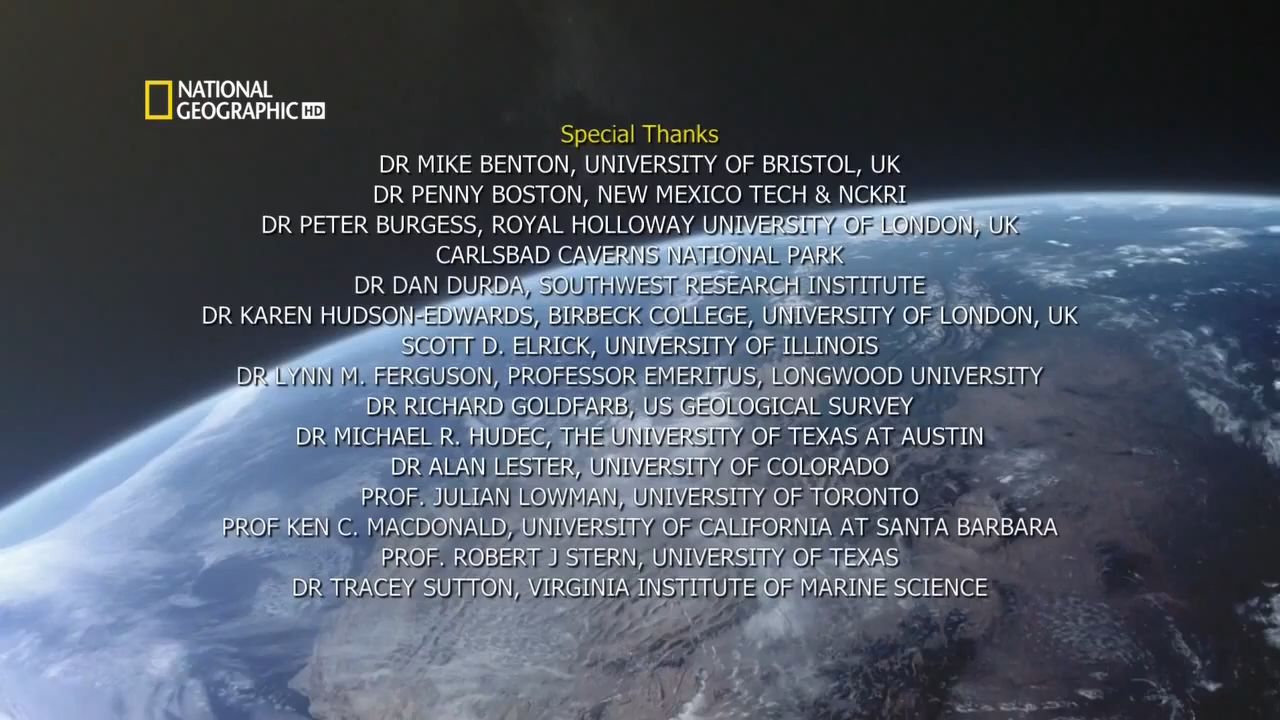 NATIONAL
GEOGRAPHIC HD
Special Thanks
DR MIKE BENTON, UNIVERSITY OF BRISTOL, UK
DR PENNY BOSTON, NEW MEXICO TECH & NCKRI
DR PETER BURGESS, ROYAL HOLLOWAY UNIVERSITY OF LONDON, UK
CARLSBAD CAVERNS NATIONAL PARK
DR DAN DURDA, SOUTHWEST RESEARCH INSTITUTE
DR KAREN HUDSON-EDWARDS, BIRBECK COLLEGE, UNIVERSITY OF LONDON, UK
SCOTT D. ELRICK, UNIVERSITY OF ILLINOIS
DR LYNN M. FERGUSON, PROFESSOR EMERITUS, LONGWOOD UNIVERSITY
DR RICHARD GOLDFARB, US GEOLOGICAL SURVEY
DR MICHAEL R. HUDEC, THE UNIVERSITY OF TEXAS AT AUSTIN
DR ALAN LESTER, UNIVERSITY OF COLORADO
PROF. JULIAN LOWMAN, UNIVERSITY OF TORONTO
PROF KEN C. MACDONALD, UNIVERSITY OF CALIFORNIA AT SANTA BARBARA
PROF. ROBERT J STERN, UNIVERSITY OF TEXAS
DR TRACEY SUTTON, VIRGINIA INSTITUTE OF MARINE SCIENCE